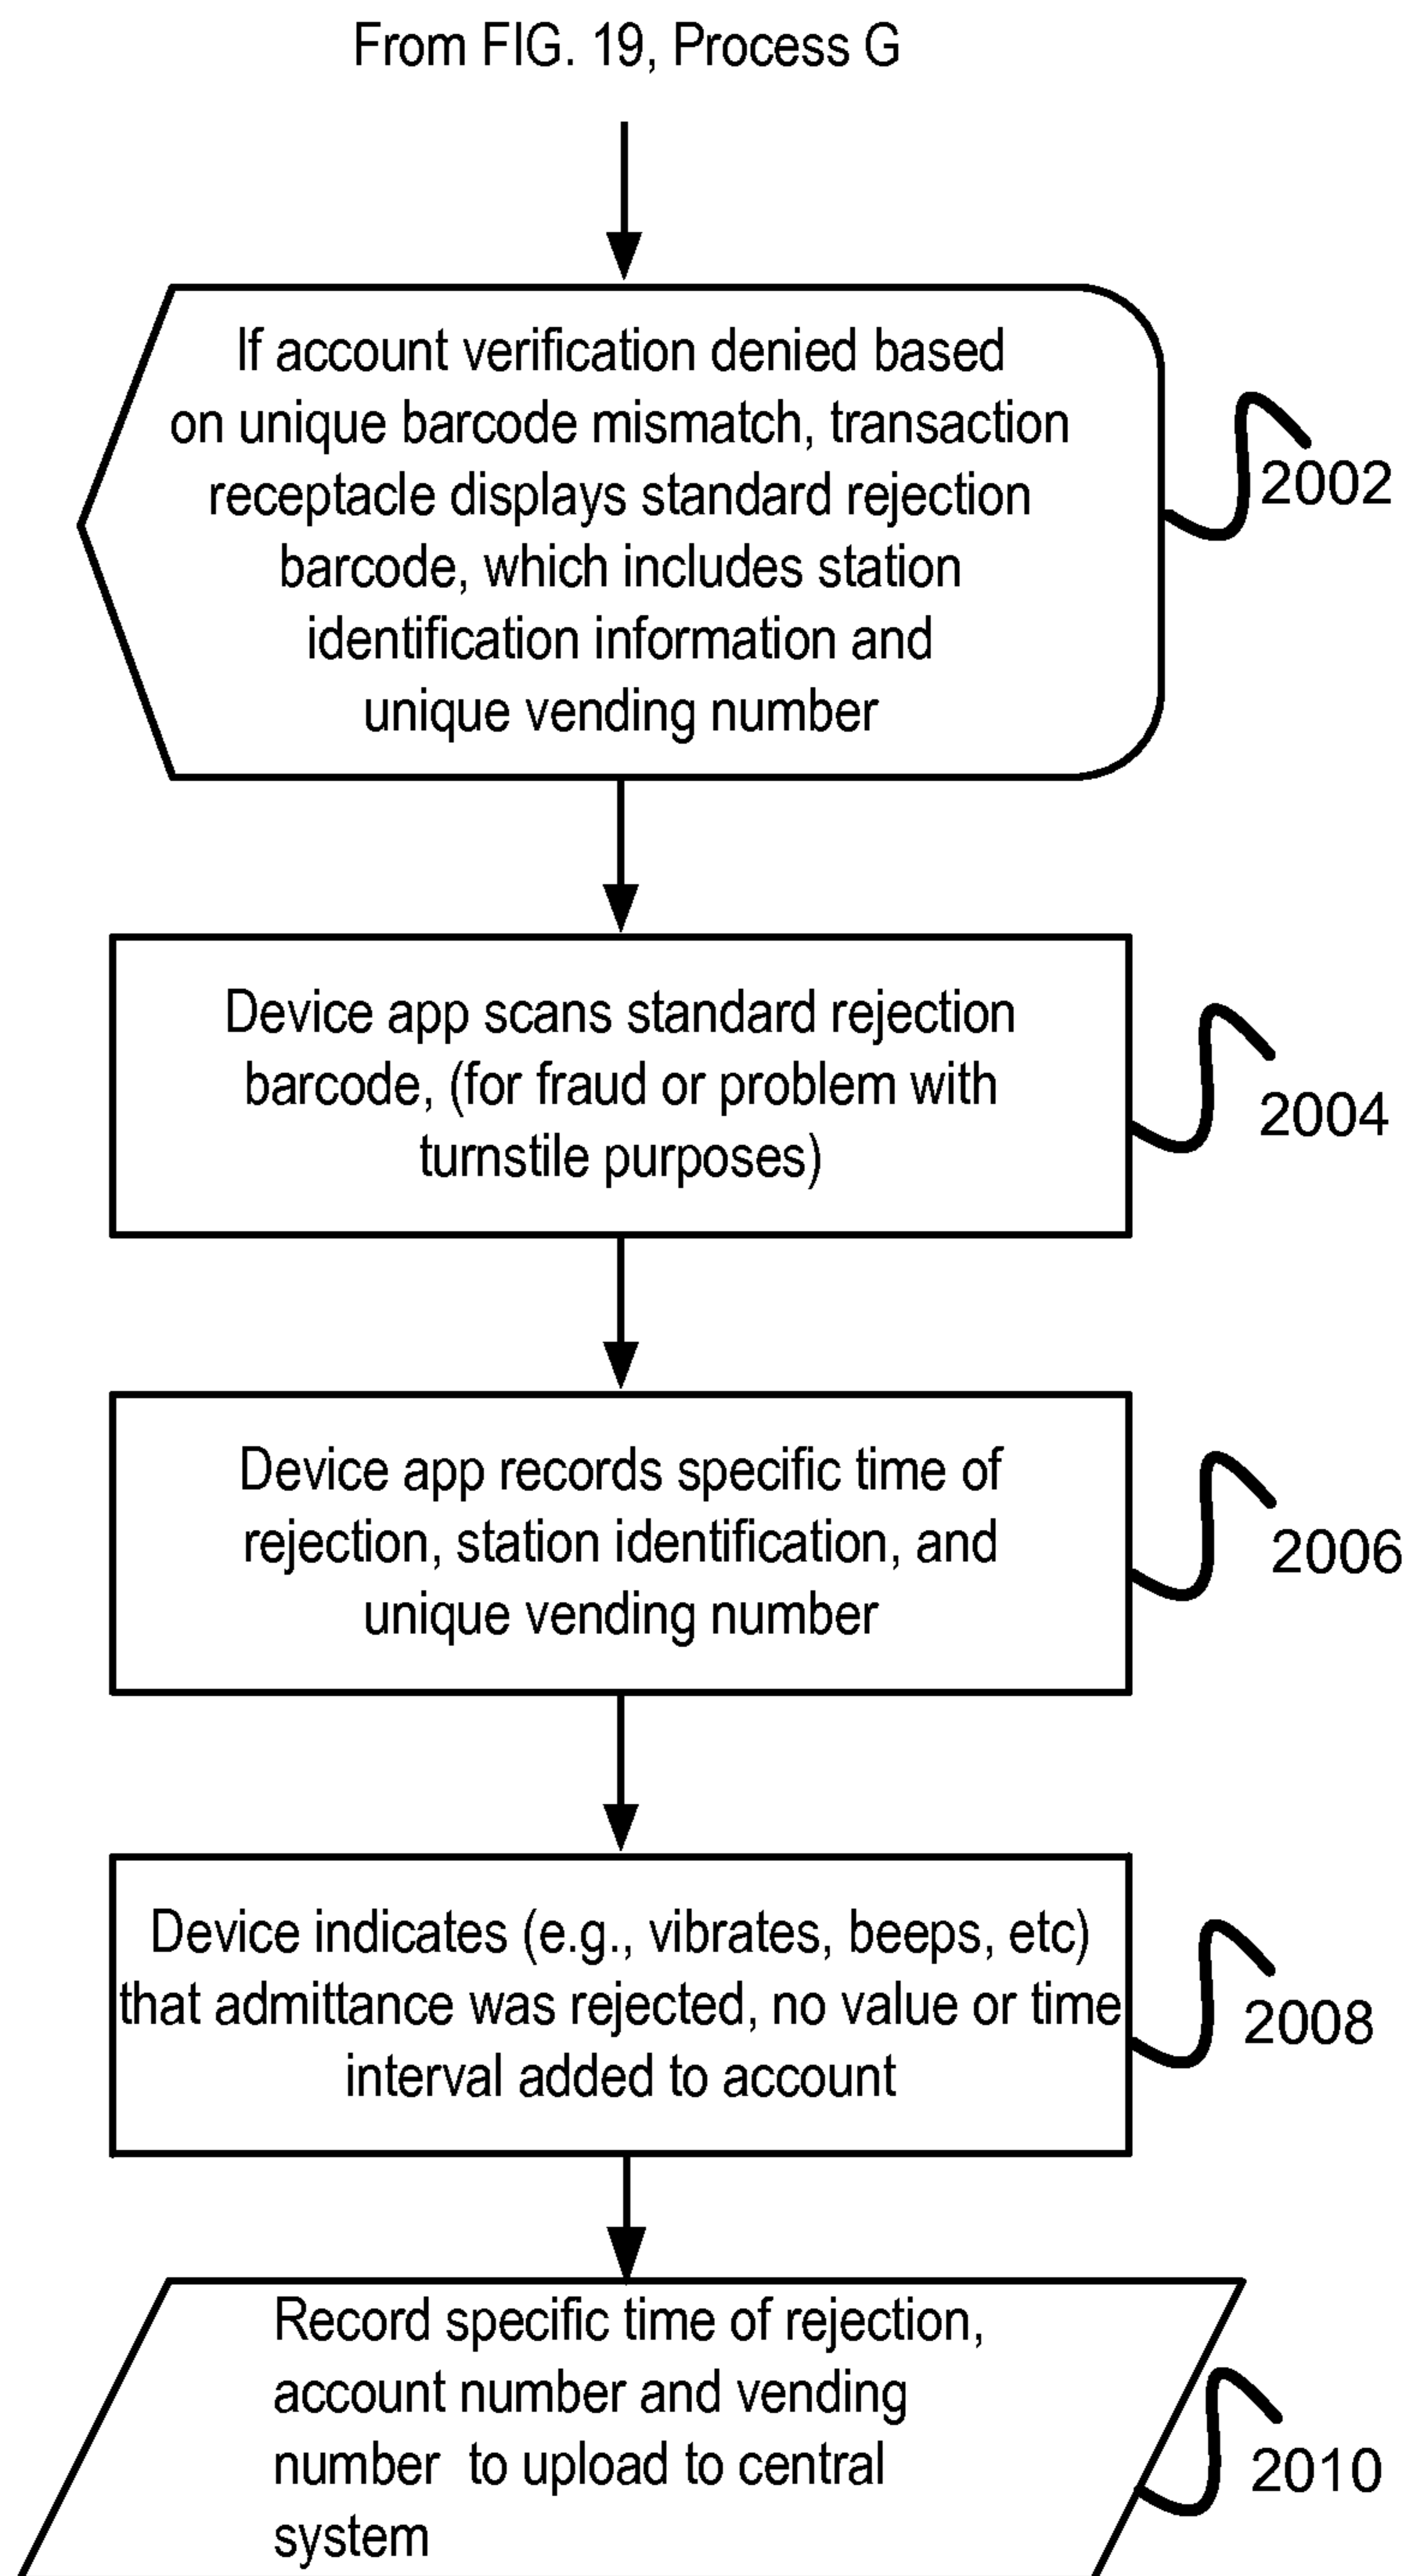 From FIG. 19, Process G
If account verification denied based
on unique barcode mismatch, transaction
receptacle displays standard rejection
barcode, which includes station
identification information and
unique vending number
2002
Device app scans standard rejection
barcode, (for fraud or problem with
turnstile purposes)
2004
Device app records specific time of
rejection, station identification, and
unique vending number
2006
Device indicates (e.g., vibrates, beeps, etc)
that admittance was rejected, no value or time
interval added to account
2008
Record specific time of rejection,
account number and vending
number to upload to central
system
2010